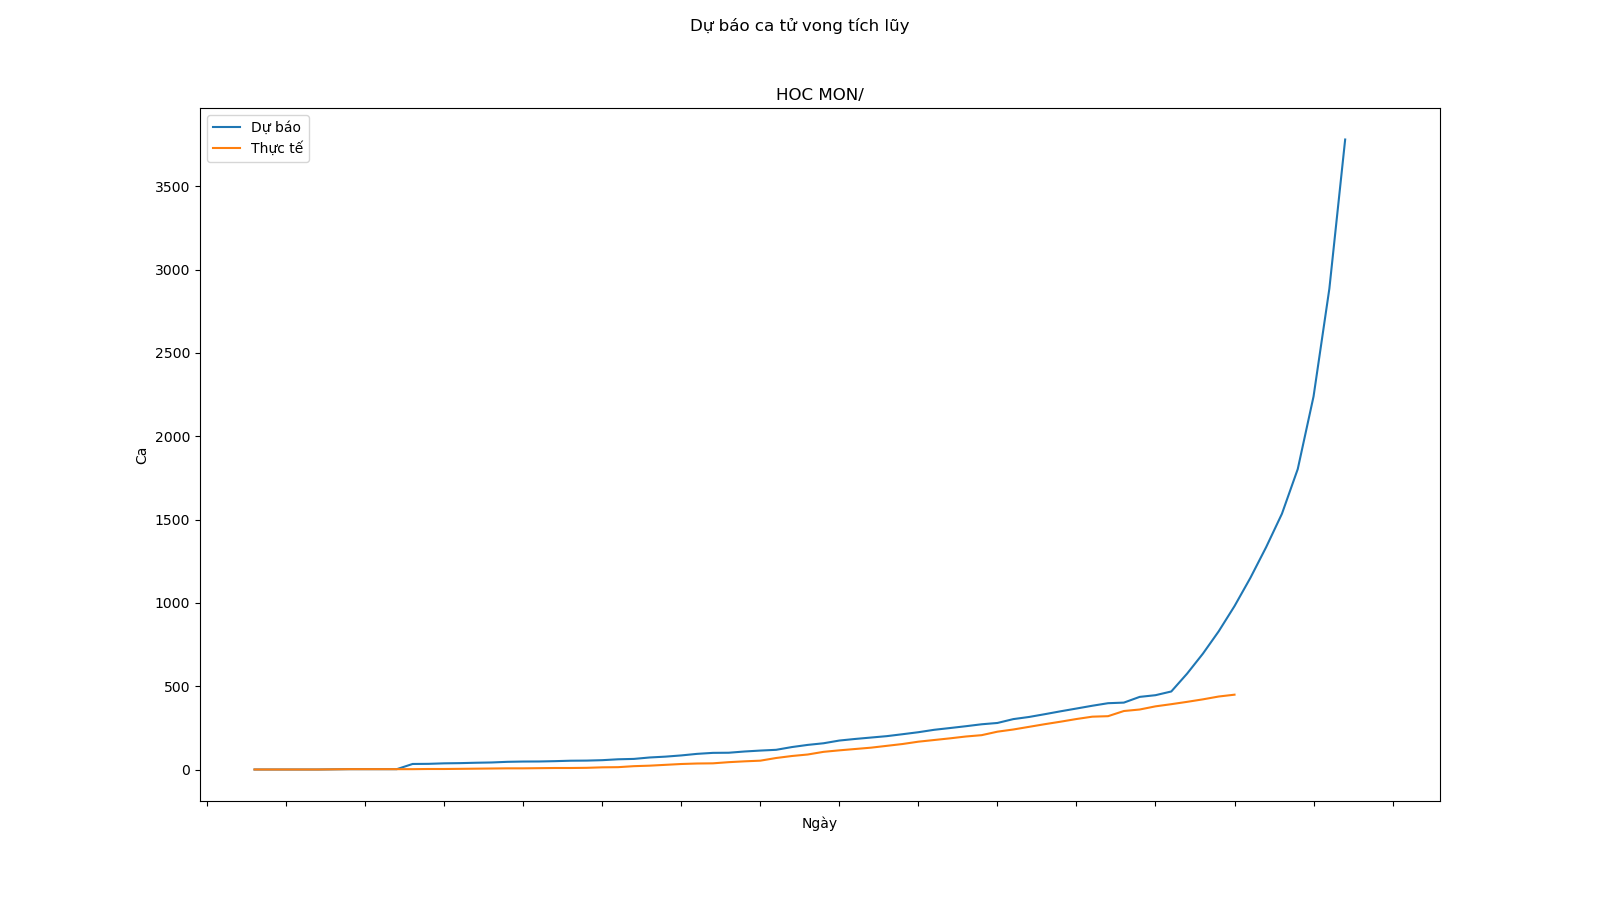 Dự báo ca tử vong tích lũy
HOC MON/
Dự báo
Thực tế
3500
3000
2500
2000
1500
1000
500
0
Ca
Ngày